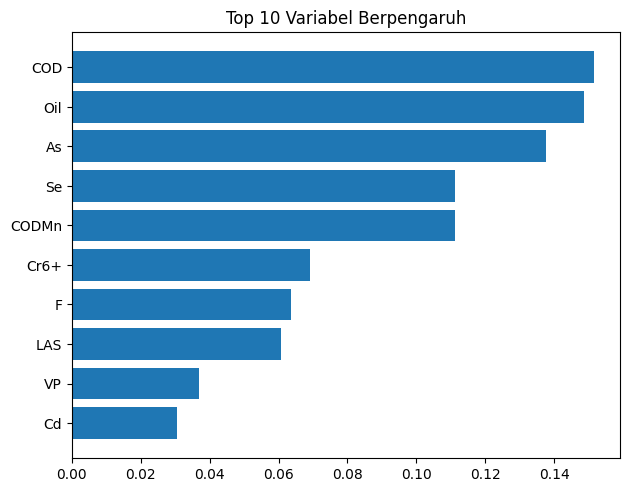 Top 10 Variabel Berpengaruh
COD
Oil
As
Se
CODMn
Cr6+
F
LAS
VP
Cd
0.00 0.02 0.04 0.06 0.08 0.10 0.12 0.14